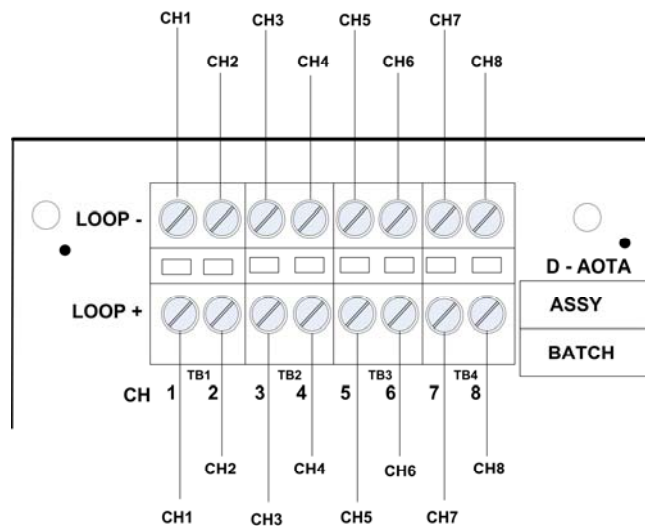 CH1 CH3 CH5 CH7
CH2 CH4 CH6 CH8
LOOP -
D - AOTA
LOOP +
ASSY
BATCH
TB1 TB2 TB3 TB4
CH 1 2 3 4 5 6 7 8
CH2 CH4 CH6 CH8
CH1 CH3 CH5 CH7